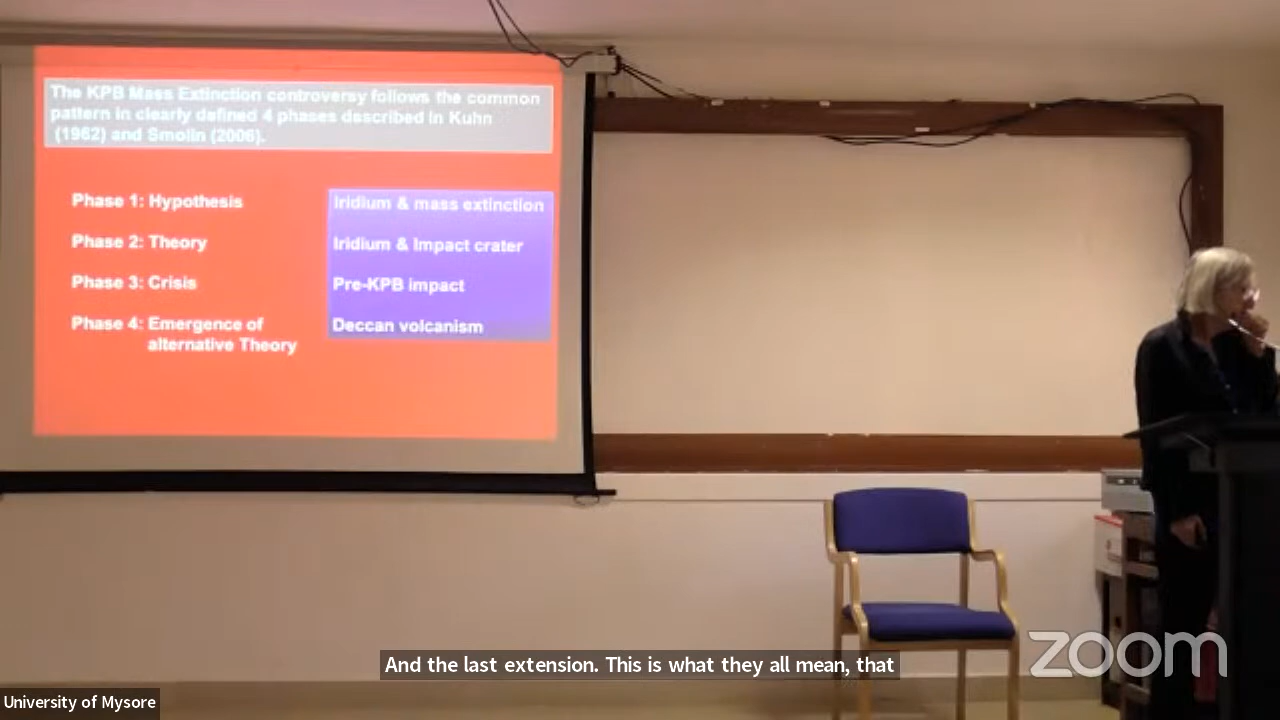 The KPB Mass Extinction controversy follows the common
pattern in clearly defined 4 phases described in Kuhn
(1962) and Smolin (2006).
Phase 1: Hypothesis
Iridium & mass extinction
Phase 2: Theory
Iridium & Impact crater
Phase 3: Crisis
Pre-KPB impact
Phase 4: Emergence of
alternative Theory
Deccan volcanism
And the last extension. This is what they all mean, that
zoom
University of Mysore